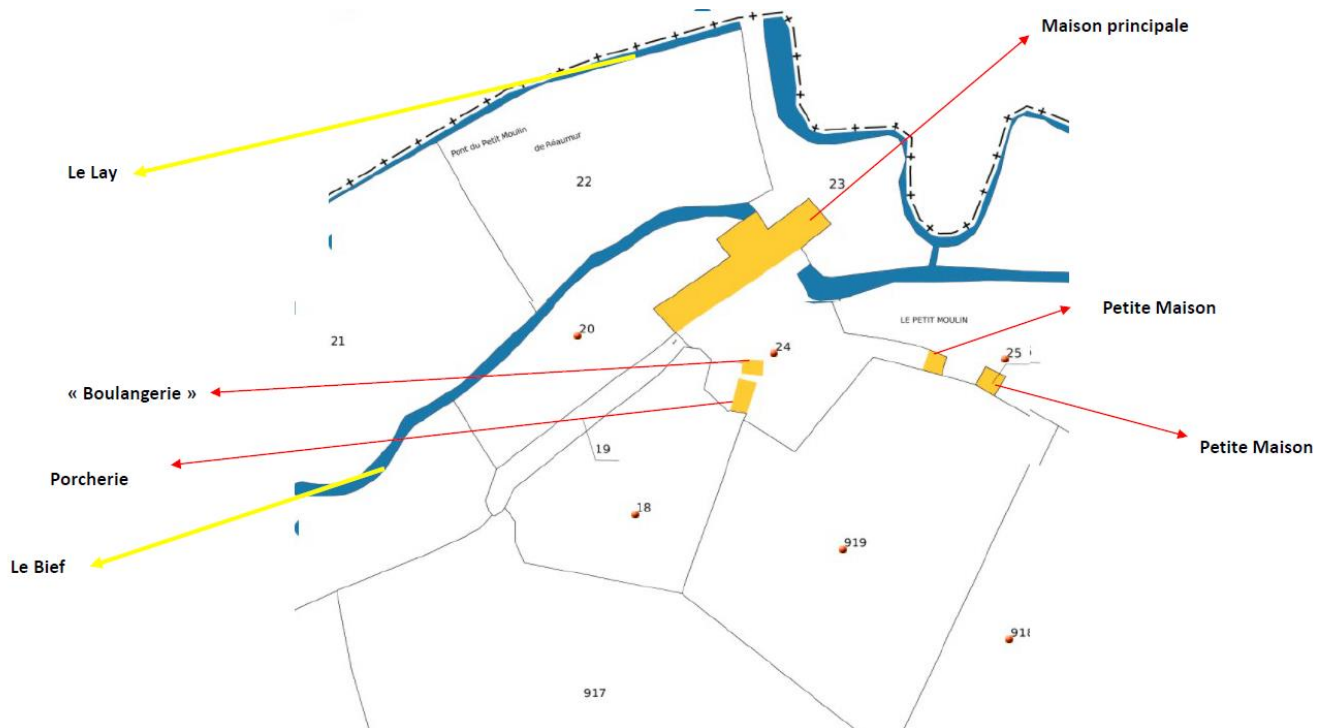 Maison principale
Pont du Petit Moulin
de Réaumur
Le Lay
22
23
Petite Maison
LE PETIT MOULIN
20
21
24
25
« Boulangerie »
19
Petite Maison
Porcherie
18
919
Le Bief
918
917